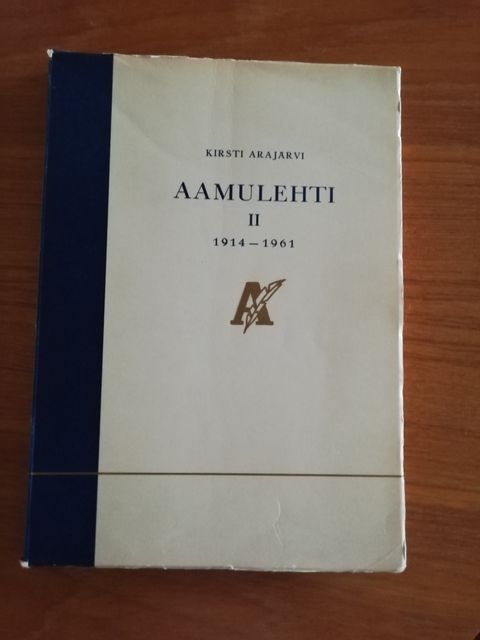 KIRSTI ARAJÄRVI
AAMULEHTI
II
1914 – 1961
A